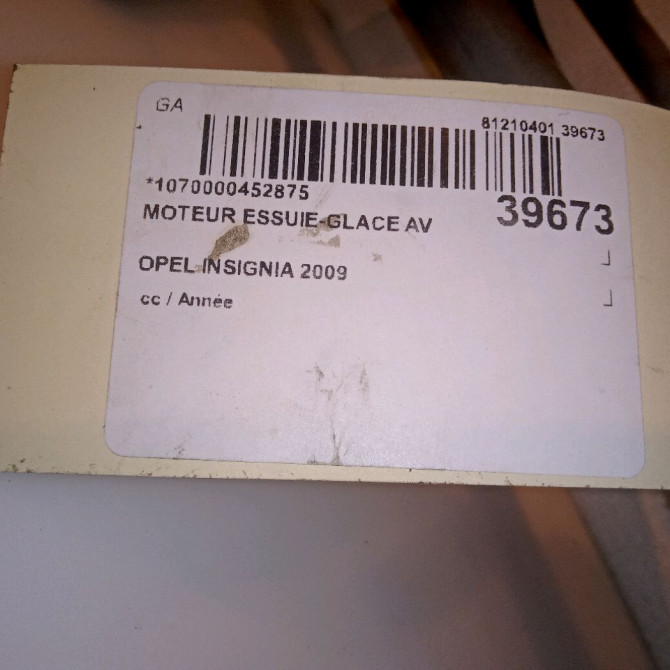 GA
81210401 39673
*1070000452875
39673
MOTEUR ESSUIE-GLACE AV
OPEL INSIGNIA 2009
cc / Année